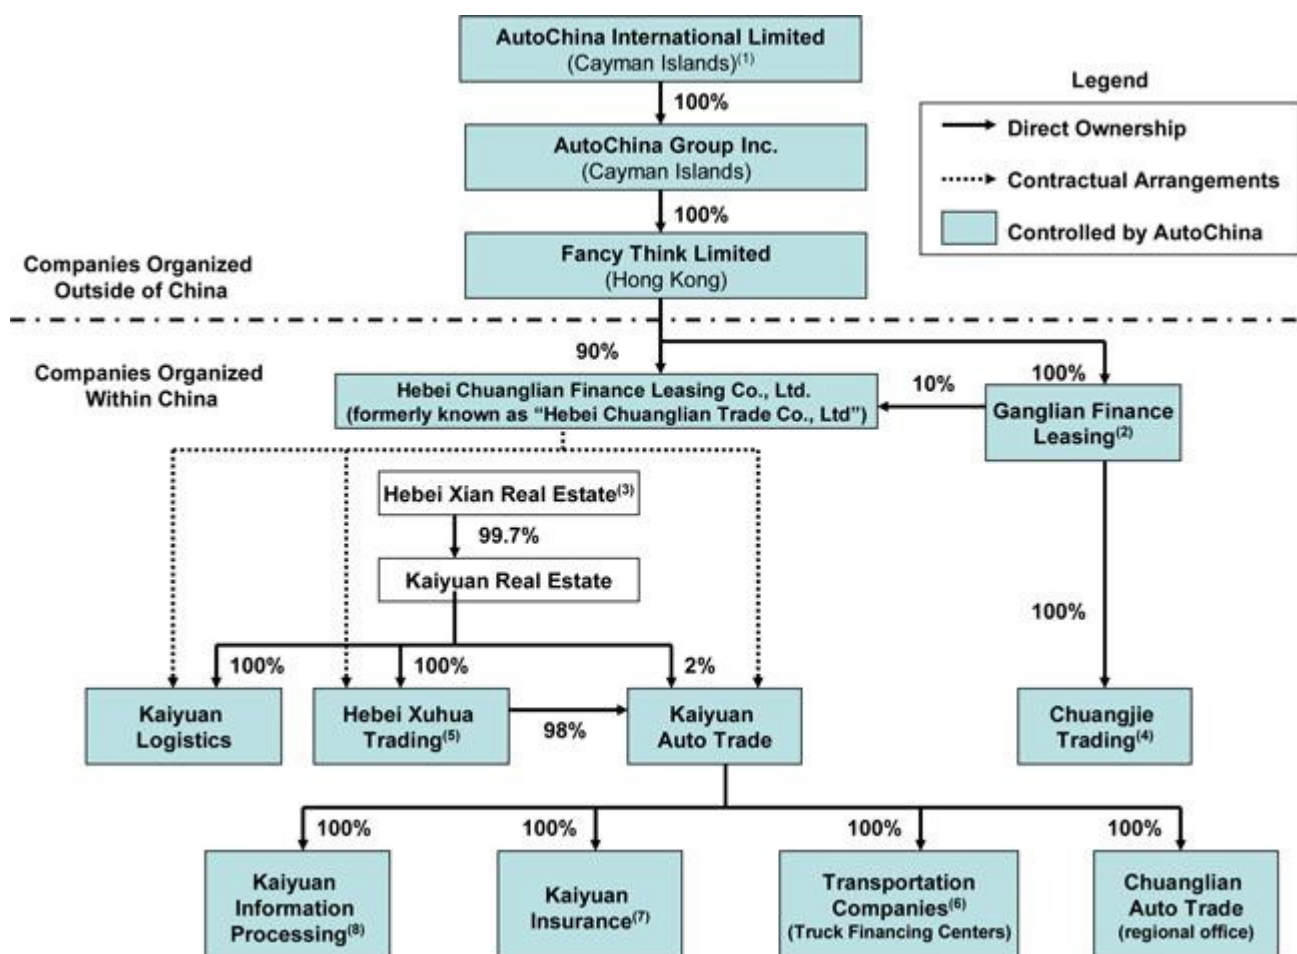 AutoChina International Limited
(Cayman Islands)(1)
100%
Legend
Direct Ownership
Contractual Arrangements
Controlled by AutoChina
AutoChina Group Inc.
(Cayman Islands)
100%
Fancy Think Limited
(Hong Kong)
Companies Organized
Outside of China
Companies Organized
Within China
90%
100%
Hebei Chuanglian Finance Leasing Co., Ltd.
(formerly known as “Hebei Chuanglian Trade Co., Ltd”)
10%
Ganglian Finance
Leasing(2)
Hebei Xian Real Estate(3)
99.7%
Kaiyuan Real Estate
100%
100%
100%
2%
Kaiyuan
Logistics
Hebei Xuhua
Trading(5)
98%
Kaiyuan
Auto Trade
Chuangjie
Trading(4)
100%
100%
100%
100%
Kaiyuan
Information
Processing(8)
Kaiyuan
Insurance(7)
Transportation
Companies(6)
(Truck Financing Centers)
Chuanglian
Auto Trade
(regional office)